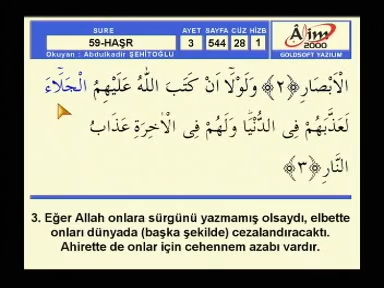 SURE AYET SAYFA CÜZ HİZB
59-HAŞR 3 544 28 1
Okuyan : Abdulkadir ŞEHİTOĞLU
Âlim
2000
GOLDSOFT YAZILIM
الْاَبْصَارِ ﴿٢﴾ وَلَوْلَٓا اَنْ كَتَبَ اللّٰهُ عَلَيْهِمُ الْجَلَٓاءَ
لَعَذَّبَهُمْ فِى الدُّنْيَا وَلَهُمْ فِى الْاٰخِرَةِ عَذَابُ
النَّارِ ﴿٣﴾
3. Eğer Allah onlara sürgünü yazmamış olsaydı, elbette
onları dünyada (başka şekilde) cezalandıracaktı.
Ahirette de onlar için cehennem azabı vardır.